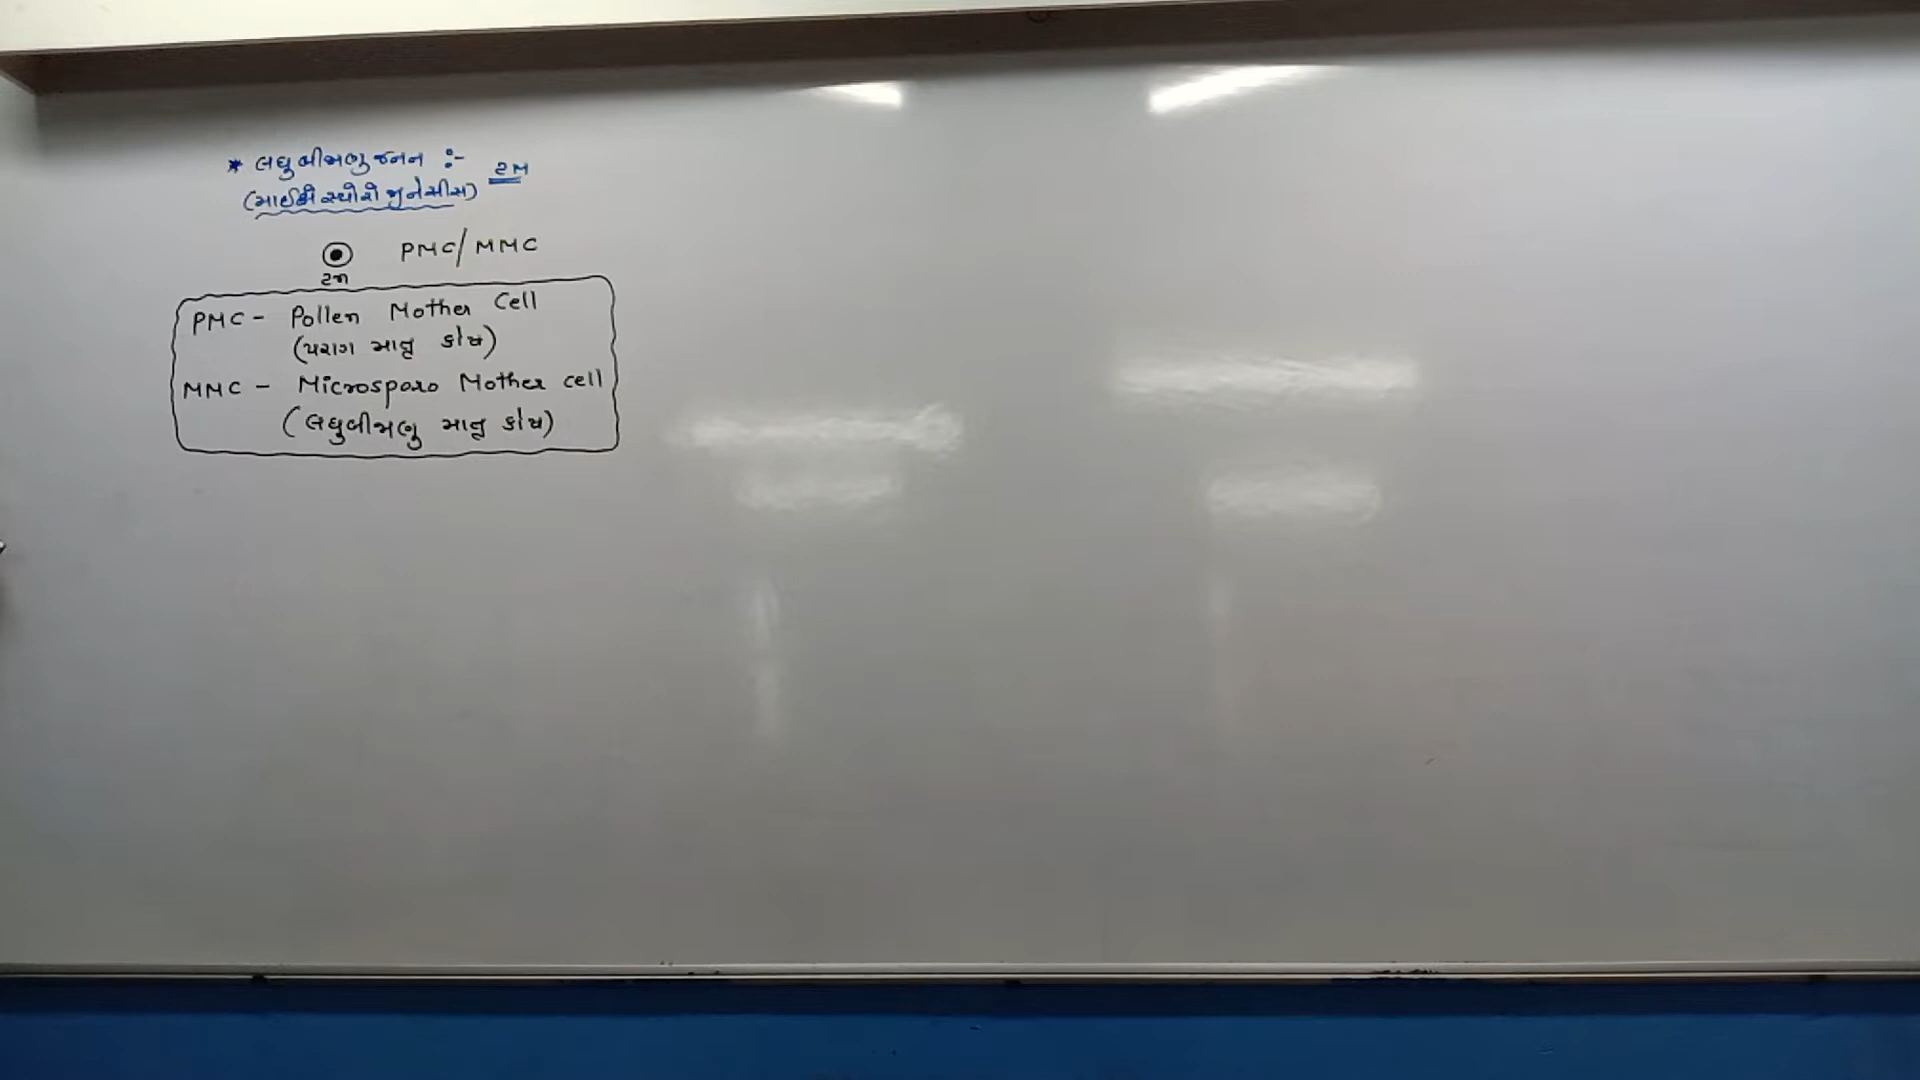 * લઘુબીજાણુજનન :-
(માઈક્રોસ્પોરોજીનેસીસ) 2M
PMC/MMC
2n
PMC - Pollen Mother Cell
(પરાગ માતૃ કોષ)
MMC - Microsporo Mother cell
(લઘુબીજાણુ માતૃ કોષ)